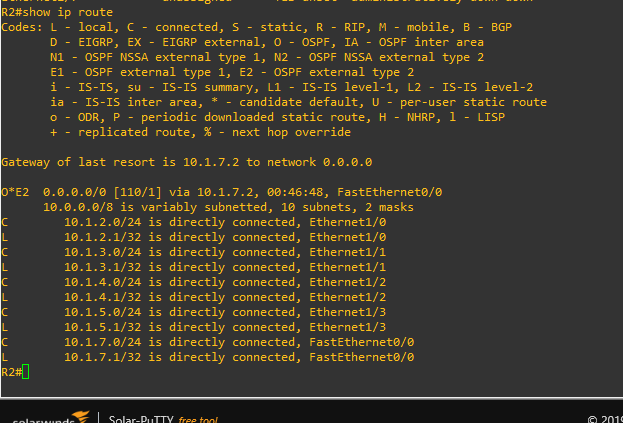 R2#show ip route
Codes: L - local, C - connected, S - static, R - RIP, M - mobile, B - BGP
D - EIGRP, EX - EIGRP external, O - OSPF, IA - OSPF inter area
N1 - OSPF NSSA external type 1, N2 - OSPF NSSA external type 2
E1 - OSPF external type 1, E2 - OSPF external type 2
i - IS-IS, su - IS-IS summary, L1 - IS-IS level-1, L2 - IS-IS level-2
ia - IS-IS inter area, * - candidate default, U - per-user static route
o - ODR, P - periodic downloaded static route, H - NHRP, l - LISP
+ - replicated route, % - next hop override
Gateway of last resort is 10.1.7.2 to network 0.0.0.0
O*E2 0.0.0.0/0 [110/1] via 10.1.7.2, 00:46:48, FastEthernet0/0
10.0.0.0/8 is variably subnetted, 10 subnets, 2 masks
C 10.1.2.0/24 is directly connected, Ethernet1/0
L 10.1.2.1/32 is directly connected, Ethernet1/0
C 10.1.3.0/24 is directly connected, Ethernet1/1
L 10.1.3.1/32 is directly connected, Ethernet1/1
C 10.1.4.0/24 is directly connected, Ethernet1/2
L 10.1.4.1/32 is directly connected, Ethernet1/2
C 10.1.5.0/24 is directly connected, Ethernet1/3
L 10.1.5.1/32 is directly connected, Ethernet1/3
C 10.1.7.0/24 is directly connected, FastEthernet0/0
L 10.1.7.1/32 is directly connected, FastEthernet0/0
R2#
solarwinds | Solar-PuTTY free tool © 2019